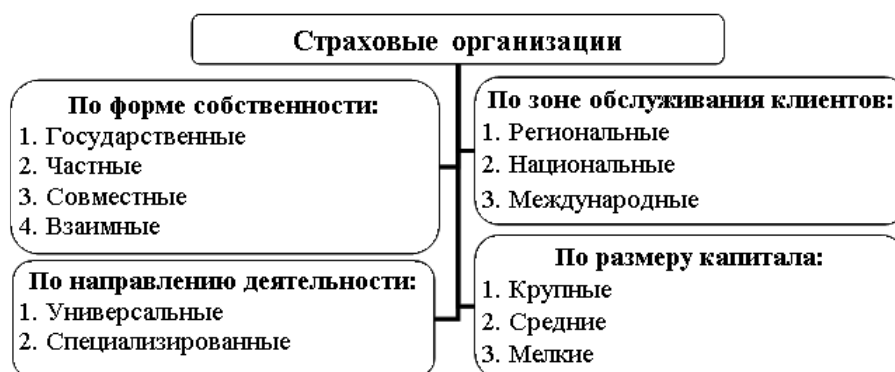 Страховые организации
По форме собственности:
1. Государственные
2. Частные
3. Совместные
4. Взаимные
По зоне обслуживания клиентов:
1. Региональные
2. Национальные
3. Международные
По направлению деятельности:
1. Универсальные
2. Специализированные
По размеру капитала:
1. Крупные
2. Средние
3. Мелкие